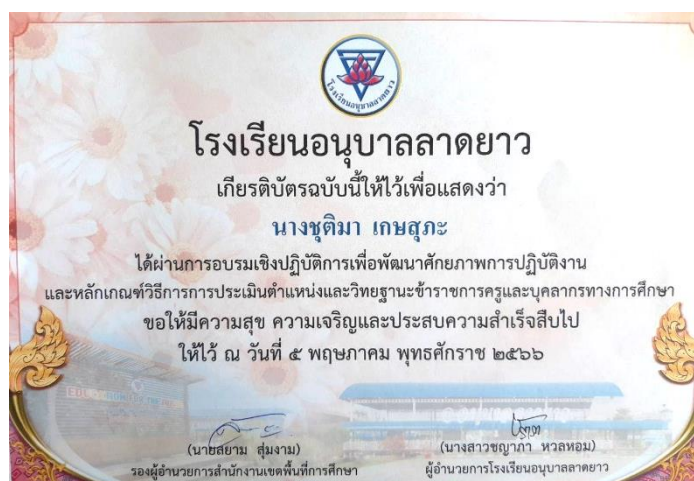 โรงเรียนอนุบาลลาดยาว
โรงเรียนอนุบาลลาดยาว
เกียรติบัตรฉบับนี้ให้ไว้เพื่อแสดงว่า
นางชุติมา เกษสุภะ
ได้ผ่านการอบรมเชิงปฏิบัติการเพื่อพัฒนาศักยภาพการปฏิบัติงาน
และหลักเกณฑ์วิธีการการประเมินตำแหน่งและวิทยฐานะข้าราชการครูและบุคลากรทางการศึกษา
ขอให้มีความสุข ความเจริญและประสบความสำเร็จสืบไป
ให้ไว้ ณ วันที่ ๕ พฤษภาคม พุทธศักราช ๒๕๖๖
(นายสยาม สุ่มงาม)
รองผู้อำนวยการสำนักงานเขตพื้นที่การศึกษา
(นางสาวชญาภา หวลหอม)
ผู้อำนวยการโรงเรียนอนุบาลลาดยาว